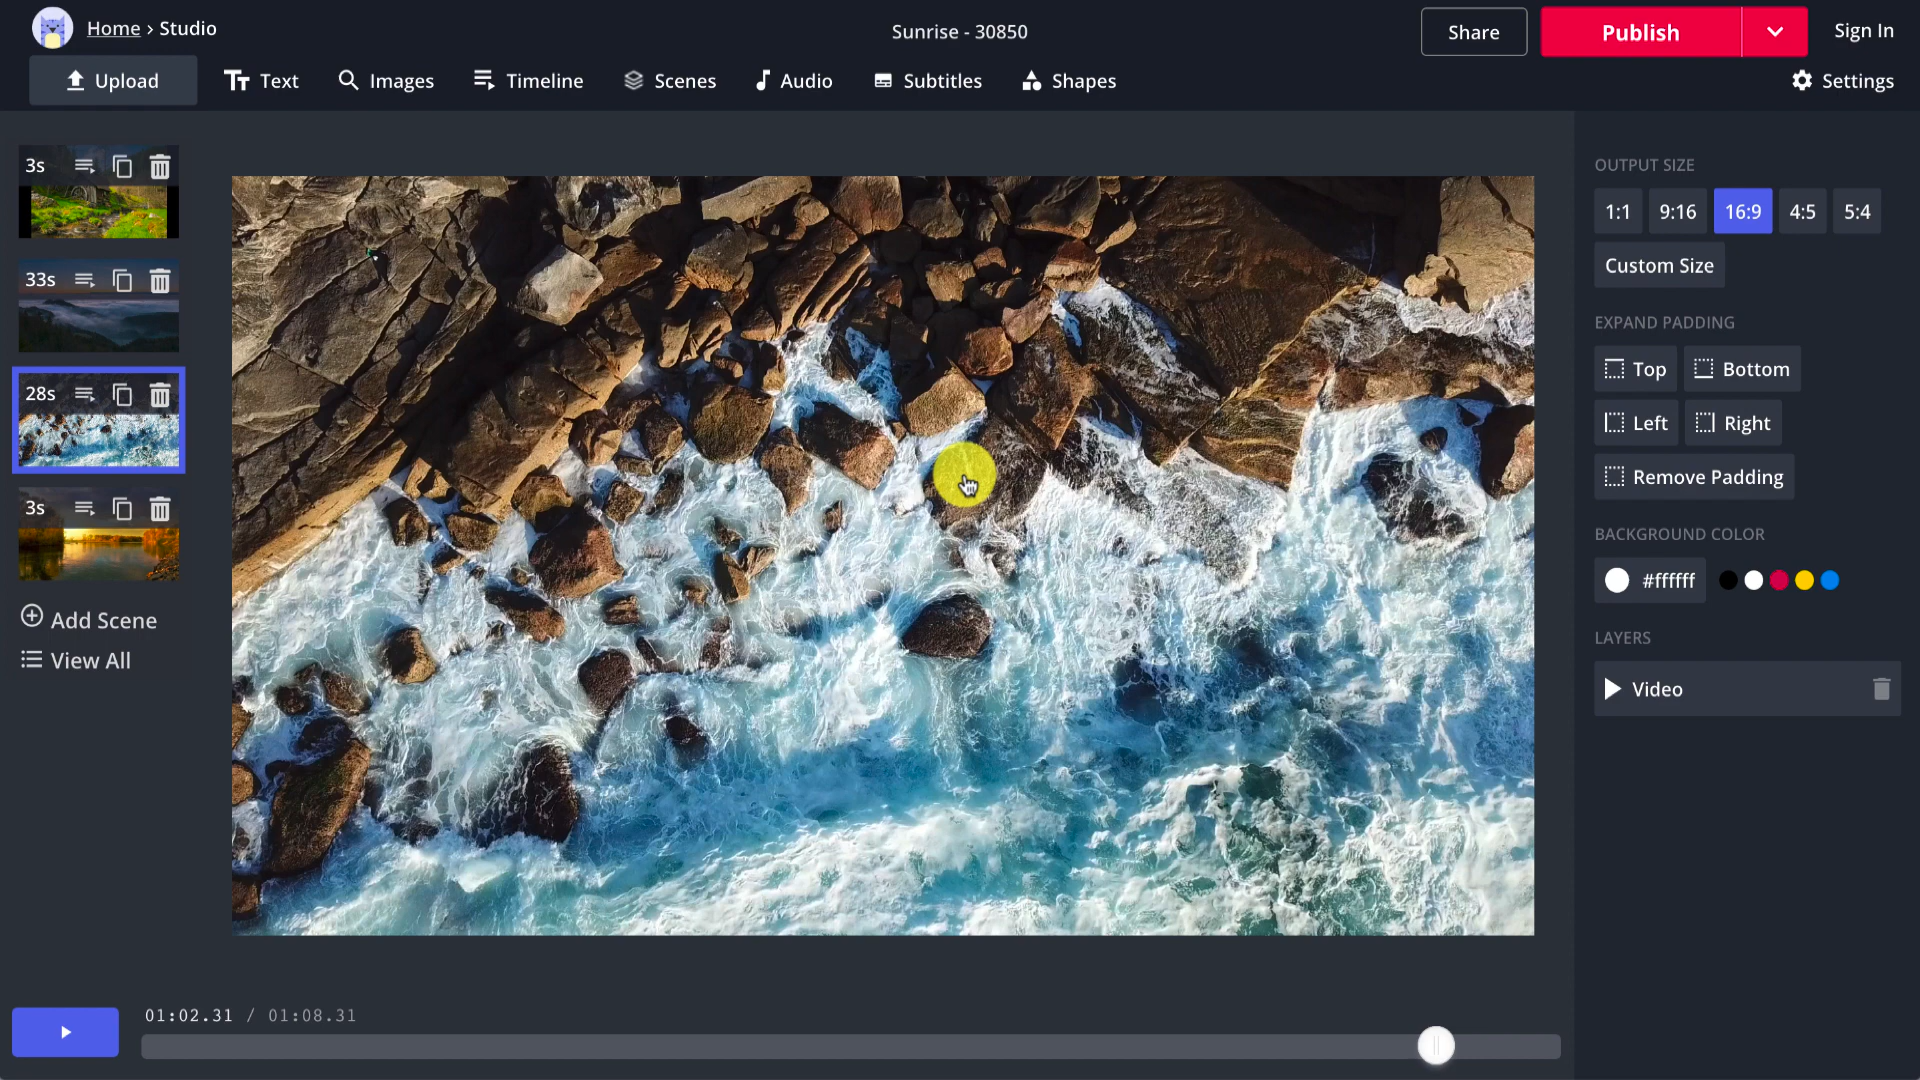 Home › Studio
Sunrise - 30850
Share
Publish
Sign In
Upload
Text
Images
Timeline
Scenes
Audio
Subtitles
Shapes
Settings
3s
33s
28s
3s
Add Scene
View All
OUTPUT SIZE
1:1
9:16
16:9
4:5
5:4
Custom Size
EXPAND PADDING
Top
Bottom
Left
Right
Remove Padding
BACKGROUND COLOR
#ffffff
LAYERS
Video
01:02.31 / 01:08.31